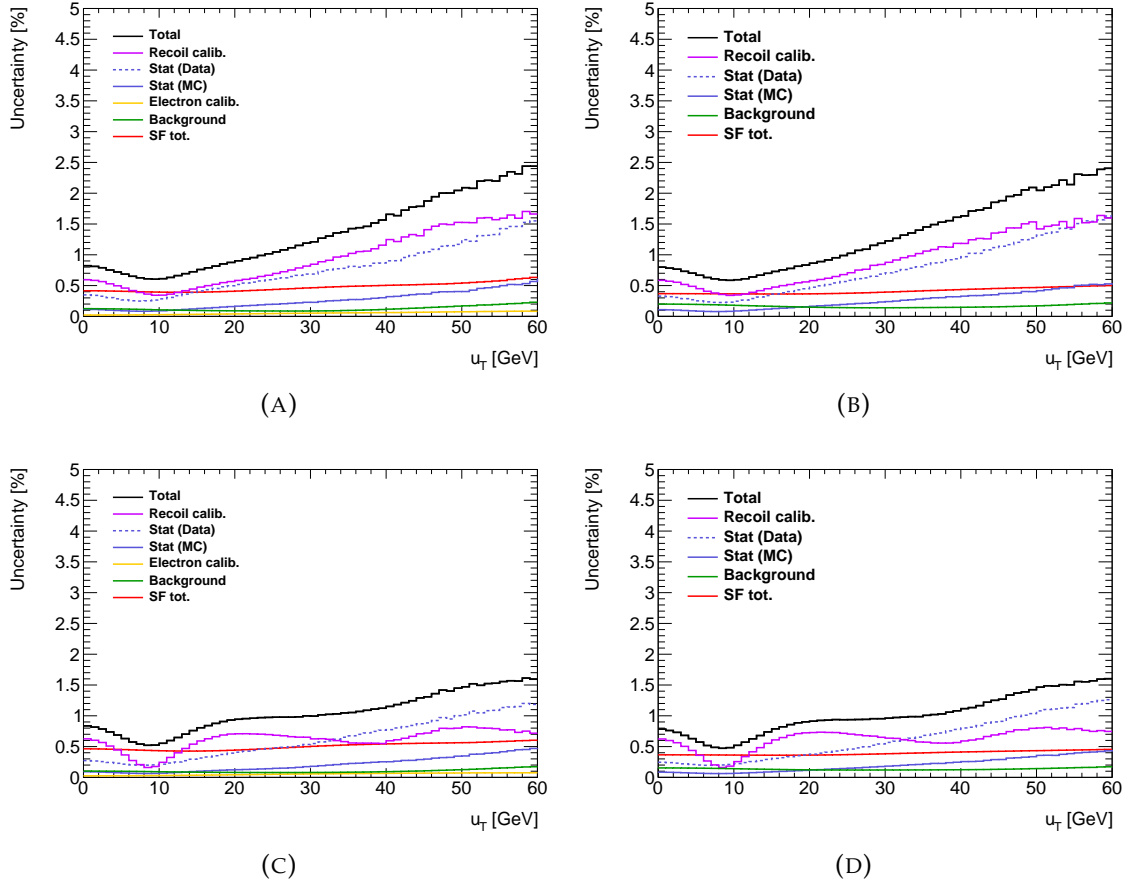 Uncertainty [%]
5
4.5
4
3.5
3
2.5
2
1.5
1
0.5
0
Total
Recoil calib.
Stat (Data)
Stat (MC)
Electron calib.
Background
SF tot.
0 10 20 30 40 50 60
u_T [GeV]
(A)
Uncertainty [%]
5
4.5
4
3.5
3
2.5
2
1.5
1
0.5
0
Total
Recoil calib.
Stat (Data)
Stat (MC)
Background
SF tot.
0 10 20 30 40 50 60
u_T [GeV]
(B)
Uncertainty [%]
5
4.5
4
3.5
3
2.5
2
1.5
1
0.5
0
Total
Recoil calib.
Stat (Data)
Stat (MC)
Electron calib.
Background
SF tot.
0 10 20 30 40 50 60
u_T [GeV]
(C)
Uncertainty [%]
5
4.5
4
3.5
3
2.5
2
1.5
1
0.5
0
Total
Recoil calib.
Stat (Data)
Stat (MC)
Background
SF tot.
0 10 20 30 40 50 60
u_T [GeV]
(D)